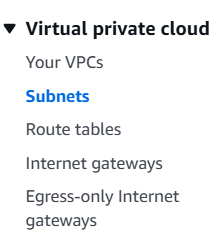 Virtual private cloud
Your VPCs
Subnets
Route tables
Internet gateways
Egress-only Internet
gateways